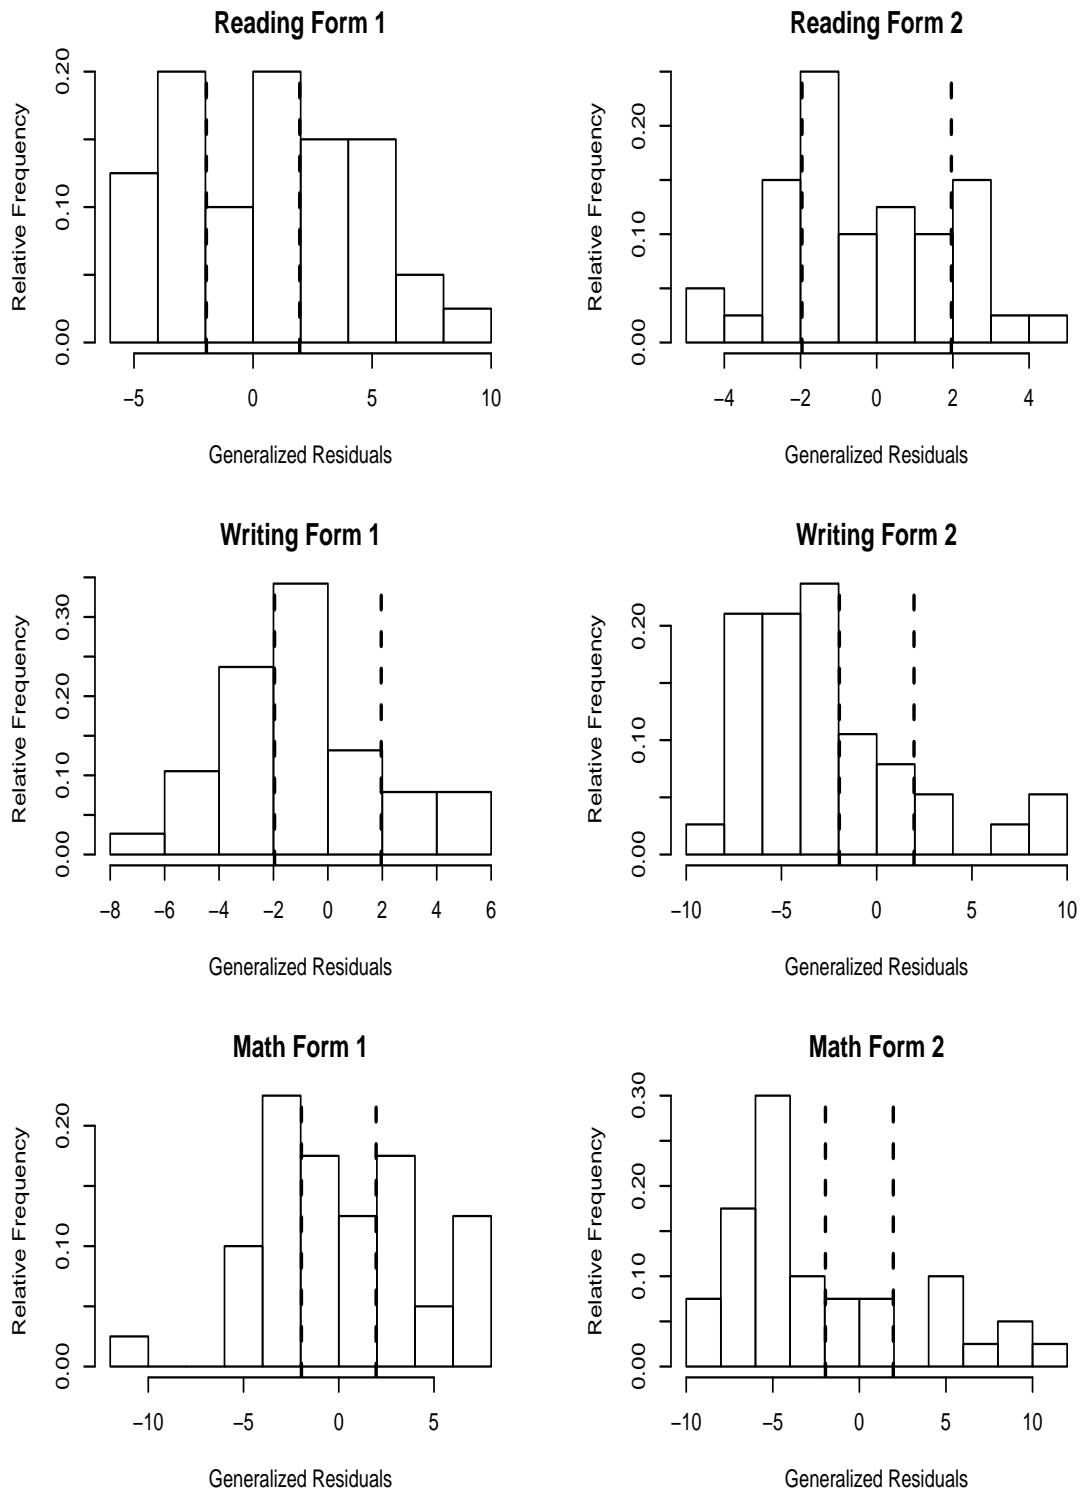 Reading Form 1
Relative Frequency
0.00 0.10 0.20
−5 0 5 10
Generalized Residuals
Reading Form 2
Relative Frequency
0.00 0.10 0.20
−4 −2 0 2 4
Generalized Residuals
Writing Form 1
Relative Frequency
0.00 0.10 0.20 0.30
−8 −6 −4 −2 0 2 4 6
Generalized Residuals
Writing Form 2
Relative Frequency
0.00 0.10 0.20
−10 −5 0 5 10
Generalized Residuals
Math Form 1
Relative Frequency
0.00 0.10 0.20
−10 −5 0 5
Generalized Residuals
Math Form 2
Relative Frequency
0.00 0.10 0.20 0.30
−10 −5 0 5 10
Generalized Residuals